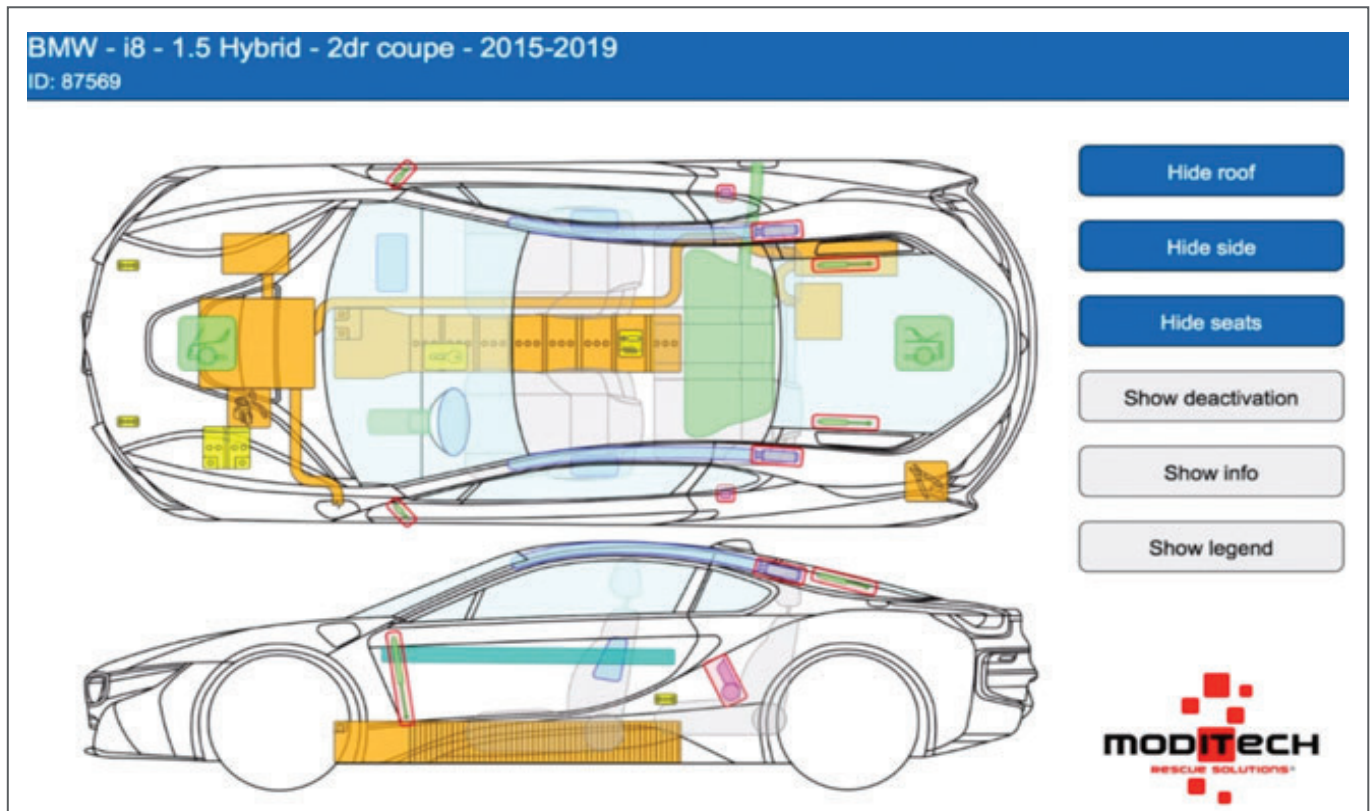 BMW - i8 - 1.5 Hybrid - 2dr coupe - 2015-2019
ID: 87569
Hide roof
Hide side
Hide seats
Show deactivation
Show info
Show legend
MODITECH
RESCUE SOLUTIONS®